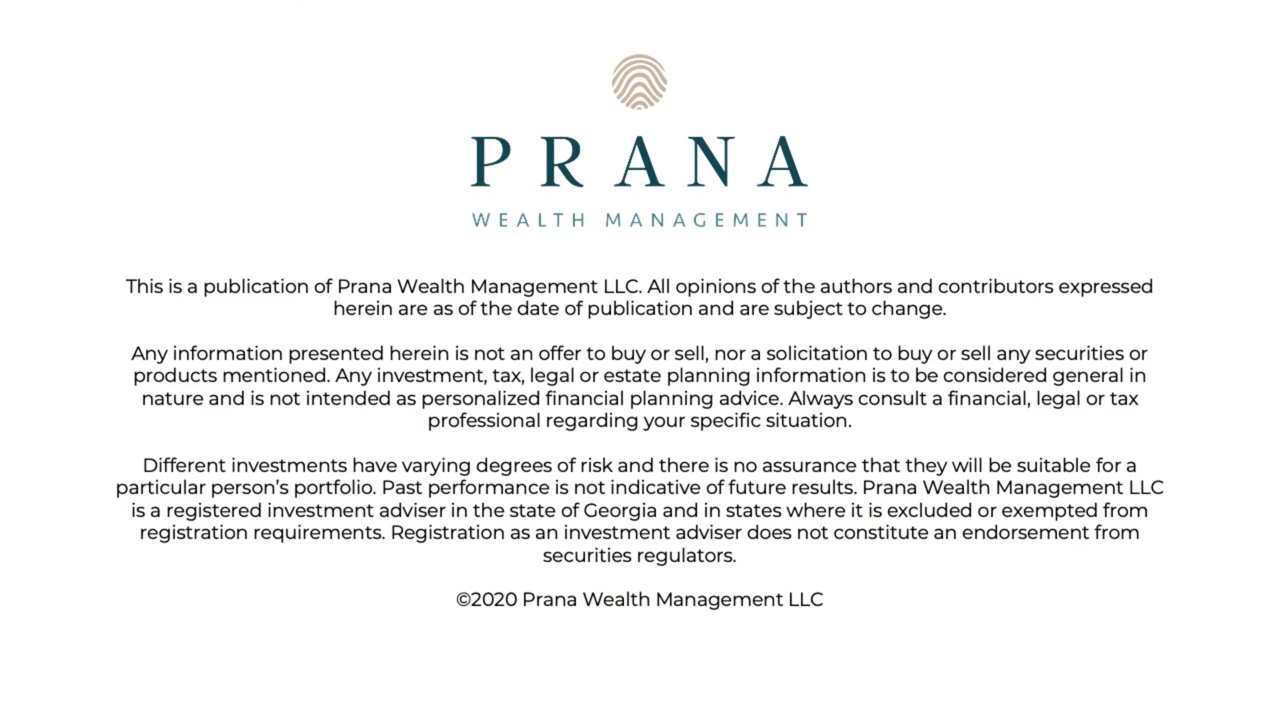 PRANA
WEALTH MANAGEMENT
This is a publication of Prana Wealth Management LLC. All opinions of the authors and contributors expressed
herein are as of the date of publication and are subject to change.
Any information presented herein is not an offer to buy or sell, nor a solicitation to buy or sell any securities or
products mentioned. Any investment, tax, legal or estate planning information is to be considered general in
nature and is not intended as personalized financial planning advice. Always consult a financial, legal or tax
professional regarding your specific situation.
Different investments have varying degrees of risk and there is no assurance that they will be suitable for a
particular person’s portfolio. Past performance is not indicative of future results. Prana Wealth Management LLC
is a registered investment adviser in the state of Georgia and in states where it is excluded or exempted from
registration requirements. Registration as an investment adviser does not constitute an endorsement from
securities regulators.
©2020 Prana Wealth Management LLC